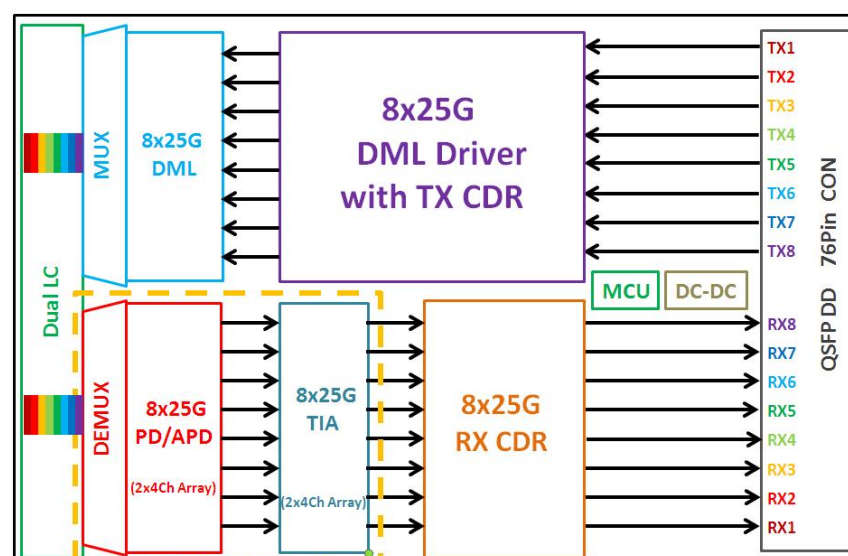 Dual LC
MUX
8x25G
DML
8x25G
DML Driver
with TX CDR
TX1
TX2
TX3
TX4
TX5
TX6
TX7
TX8
QSFP DD 76Pin CON
MCU
DC-DC
DEMUX
8x25G
PD/APD
(2x4Ch Array)
8x25G
TIA
(2x4Ch Array)
8x25G
RX CDR
RX8
RX7
RX6
RX5
RX4
RX3
RX2
RX1